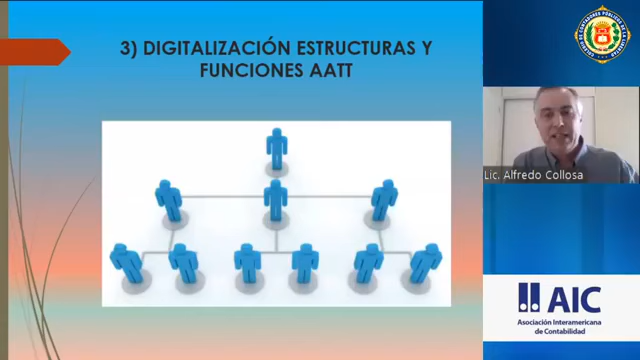 3) DIGITALIZACIÓN ESTRUCTURAS Y
FUNCIONES AATT
Lic. Alfredo Collosa
AIC
Asociación Interamericana
de Contabilidad